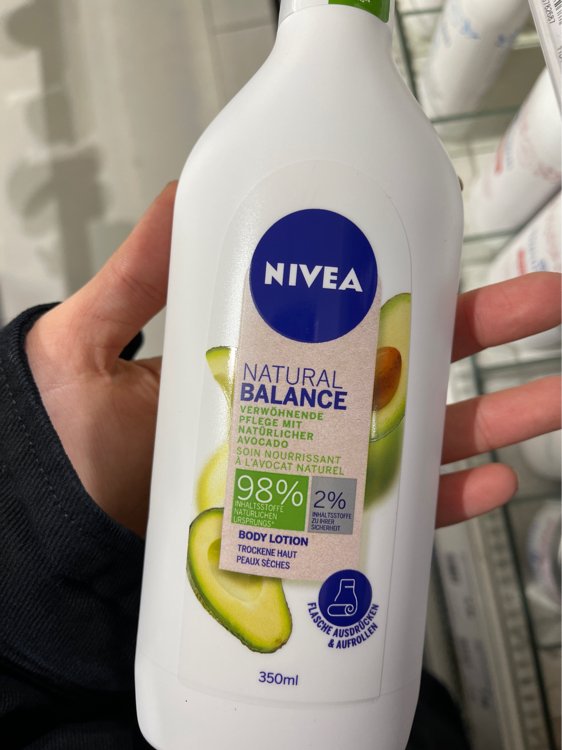 NIVEA
NATURAL
BALANCE
VERWÖHNENDE
PFLEGE MIT
NATÜRLICHER
AVOCADO
SOIN NOURRISSANT
À L'AVOCAT NATUREL
98%
INHALTSSTOFFE
NATÜRLICHEN
URSPRUNGS*
2%
INHALTSSTOFFE
ZU IHRER
SICHERHEIT
BODY LOTION
TROCKENE HAUT
PEAUX SÈCHES
FLASCHE AUSDRÜCKEN
& AUFROLLEN
350ml